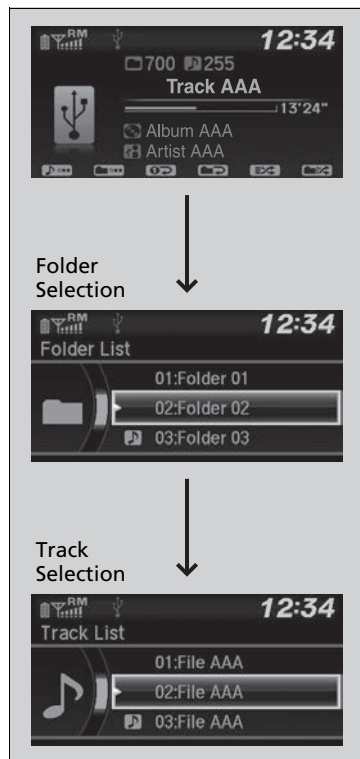 RM 12:34
700 255
Track AAA
13'24"
Album AAA
Artist AAA
Folder
Selection
RM 12:34
Folder List
01:Folder 01
02:Folder 02
03:Folder 03
Track
Selection
RM 12:34
Track List
01:File AAA
02:File AAA
03:File AAA